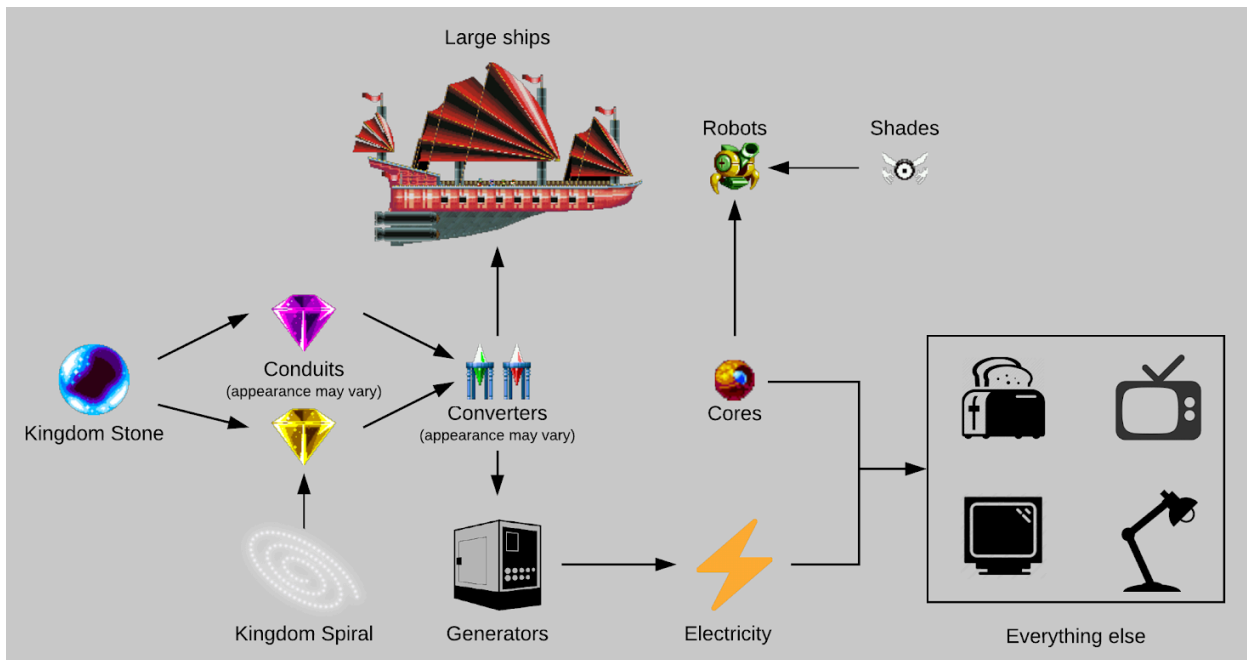 Large ships
Robots
Shades
Conduits
(appearance may vary)
Kingdom Stone
Converters
(appearance may vary)
Cores
Kingdom Spiral
Generators
Electricity
Everything else